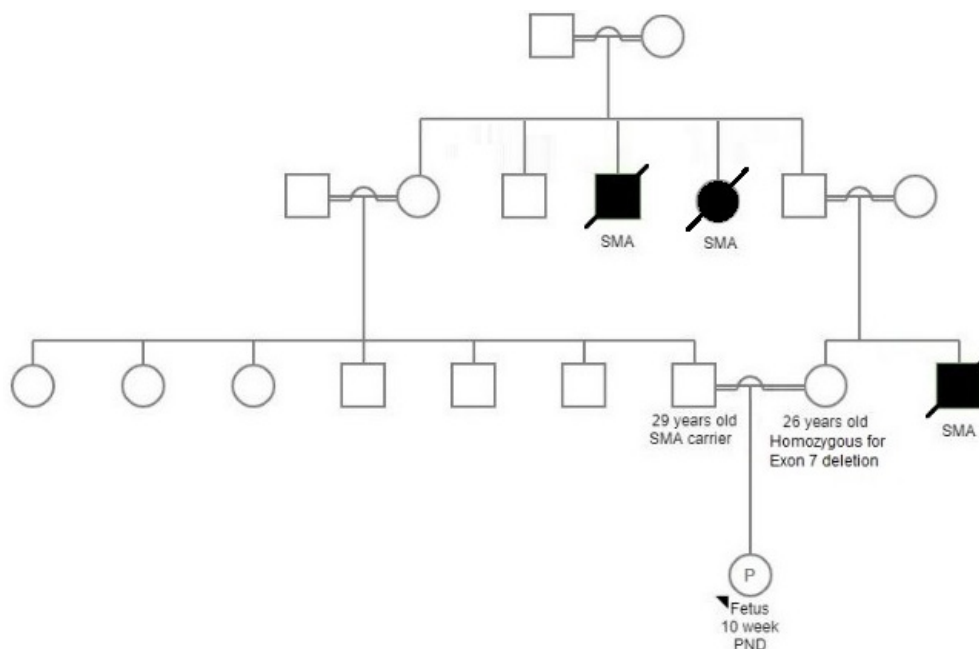 SMA
SMA
29 years old
SMA carrier
26 years old
Homozygous for
Exon 7 deletion
SMA
P
Fetus
10 week
PND